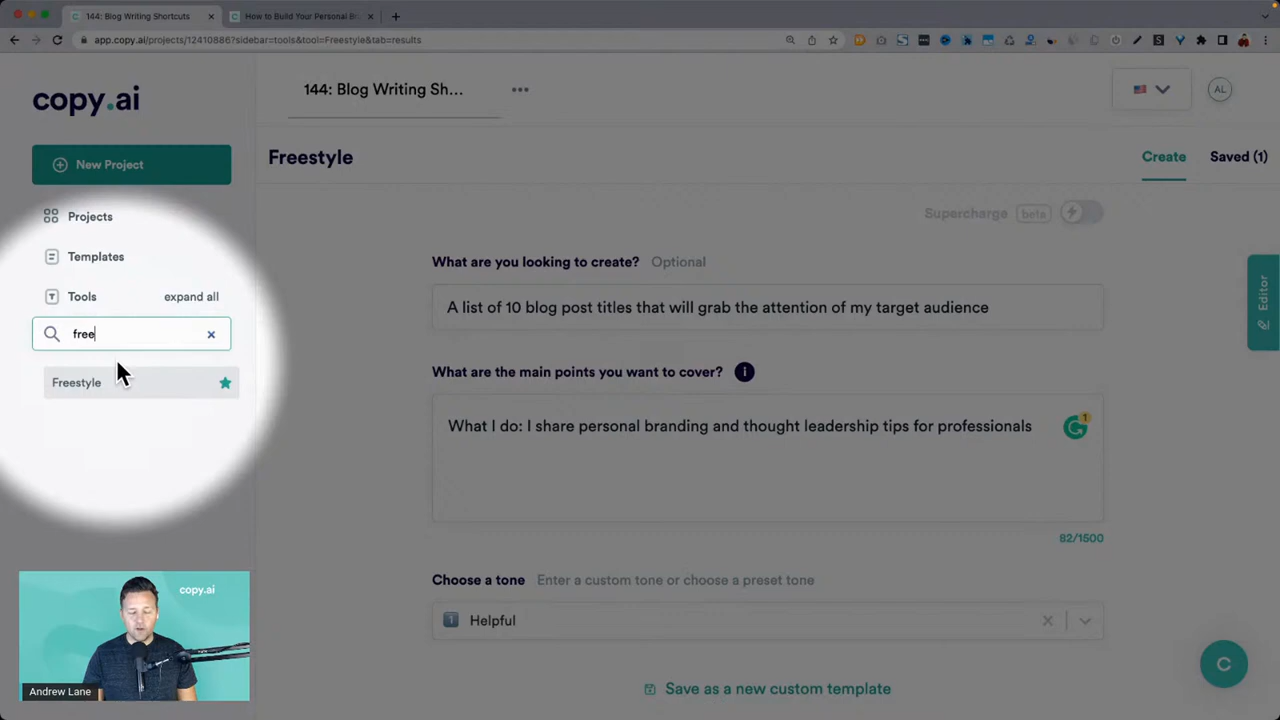 144: Blog Writing Shortcuts
How to Build Your Personal Br
app.copy.ai/projects/12410886?sidebar=tools&tool=Freestyle&tab=results
copy.ai
144: Blog Writing Sh...
AL
New Project
Freestyle
Create
Saved (1)
Projects
Supercharge
beta
Templates
What are you looking to create?
Optional
Tools
expand all
A list of 10 blog post titles that will grab the attention of my target audience
Editor
free
What are the main points you want to cover?
i
Freestyle
What I do: I share personal branding and thought leadership tips for professionals
1
82/1500
Choose a tone
Enter a custom tone or choose a preset tone
copy.ai
1
Helpful
C
Save as a new custom template
Andrew Lane